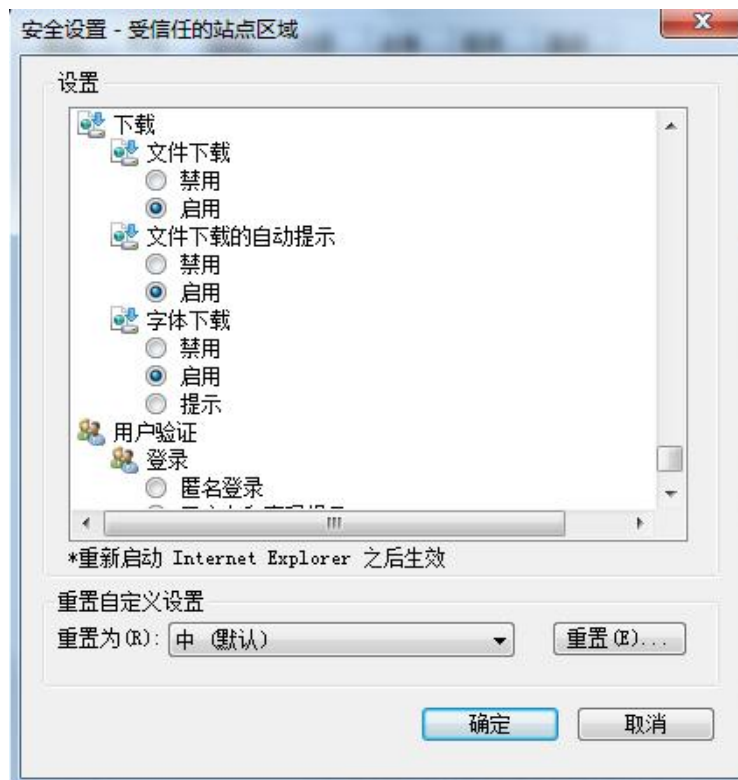 安全设置 - 受信任的站点区域
设置
下载
文件下载
禁用
启用
文件下载的自动提示
禁用
启用
字体下载
禁用
启用
提示
用户验证
登录
匿名登录
*重新启动 Internet Explorer 之后生效
重置自定义设置
重置为(R): 中 (默认) 重置(E)...
确定 取消